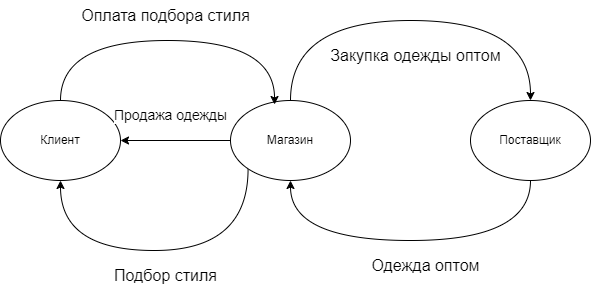 Оплата подбора стиля
Закупка одежды оптом
Продажа одежды
Клиент
Магазин
Поставщик
Подбор стиля
Одежда оптом